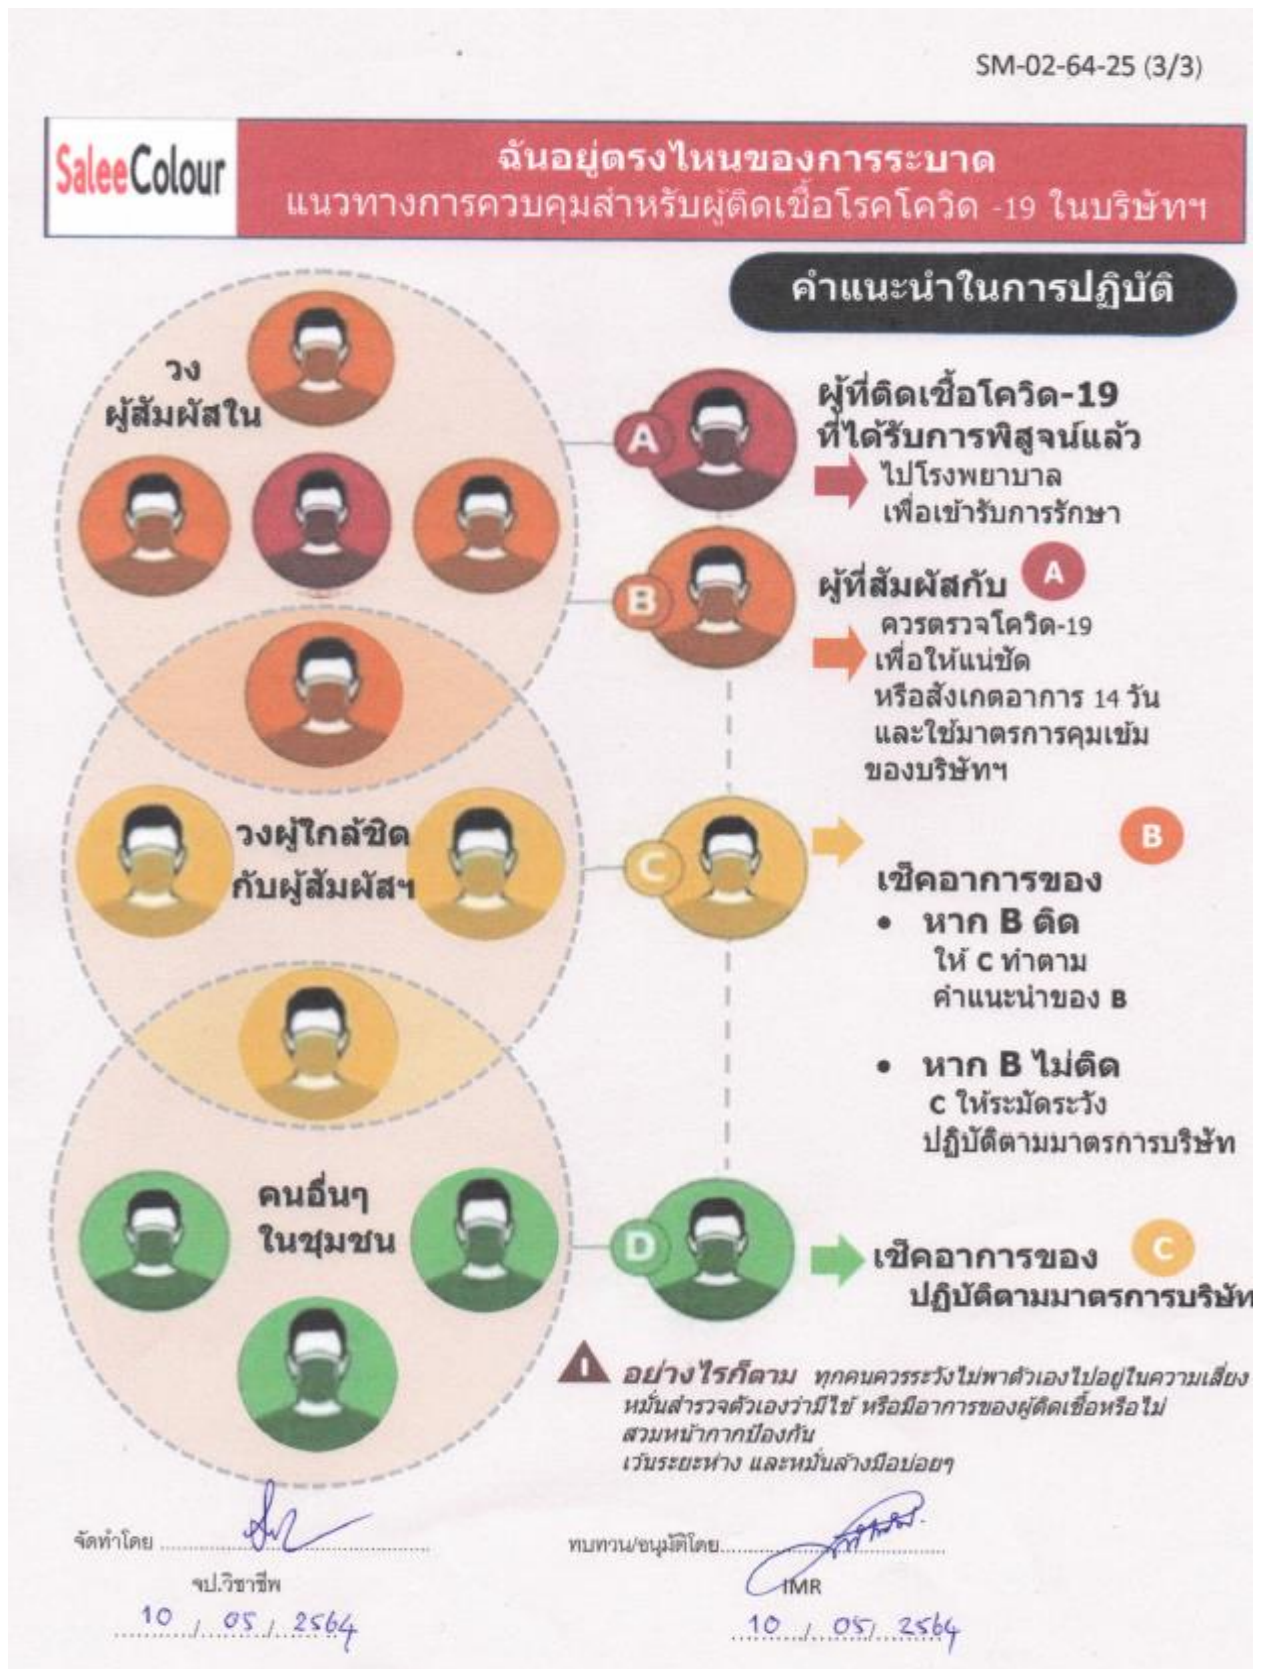 SM-02-64-25 (3/3)
SaleeColour
ฉันอยู่ตรงไหนของการระบาด
แนวทางการควบคุมสำหรับผู้ติดเชื้อโรคโควิด -19 ในบริษัทฯ
คำแนะนำในการปฏิบัติ
วง
ผู้สัมผัสใน
A
ผู้ที่ติดเชื้อโควิด-19
ที่ได้รับการพิสูจน์แล้ว
ไปโรงพยาบาล
เพื่อเข้ารับการรักษา
B
ผู้ที่สัมผัสกับ A
ควรตรวจโควิด-19
เพื่อให้แน่ชัด
หรือสังเกตอาการ 14 วัน
และใช้มาตรการคุมเข้ม
ของบริษัทฯ
วงผู้ใกล้ชิด
กับผู้สัมผัสฯ
C
B
เช็คอาการของ
• หาก B ติด
ให้ C ทำตาม
คำแนะนำของ B
• หาก B ไม่ติด
C ให้ระมัดระวัง
ปฏิบัติตามมาตรการบริษัท
คนอื่นๆ
ในชุมชน
D
เช็คอาการของ C
ปฏิบัติตามมาตรการบริษัท
! อย่างไรก็ตาม ทุกคนควรระวังไม่พาตัวเองไปอยู่ในความเสี่ยง
หมั่นสำรวจตัวเองว่ามีไข้ หรือมีอาการของผู้ติดเชื้อหรือไม่
สวมหน้ากากป้องกัน
เว้นระยะห่าง และหมั่นล้างมือบ่อยๆ
จัดทำโดย
จป.วิชาชีพ
10 / 05 / 2564
ทบทวน/อนุมัติโดย
IMR
10 / 05 / 2564